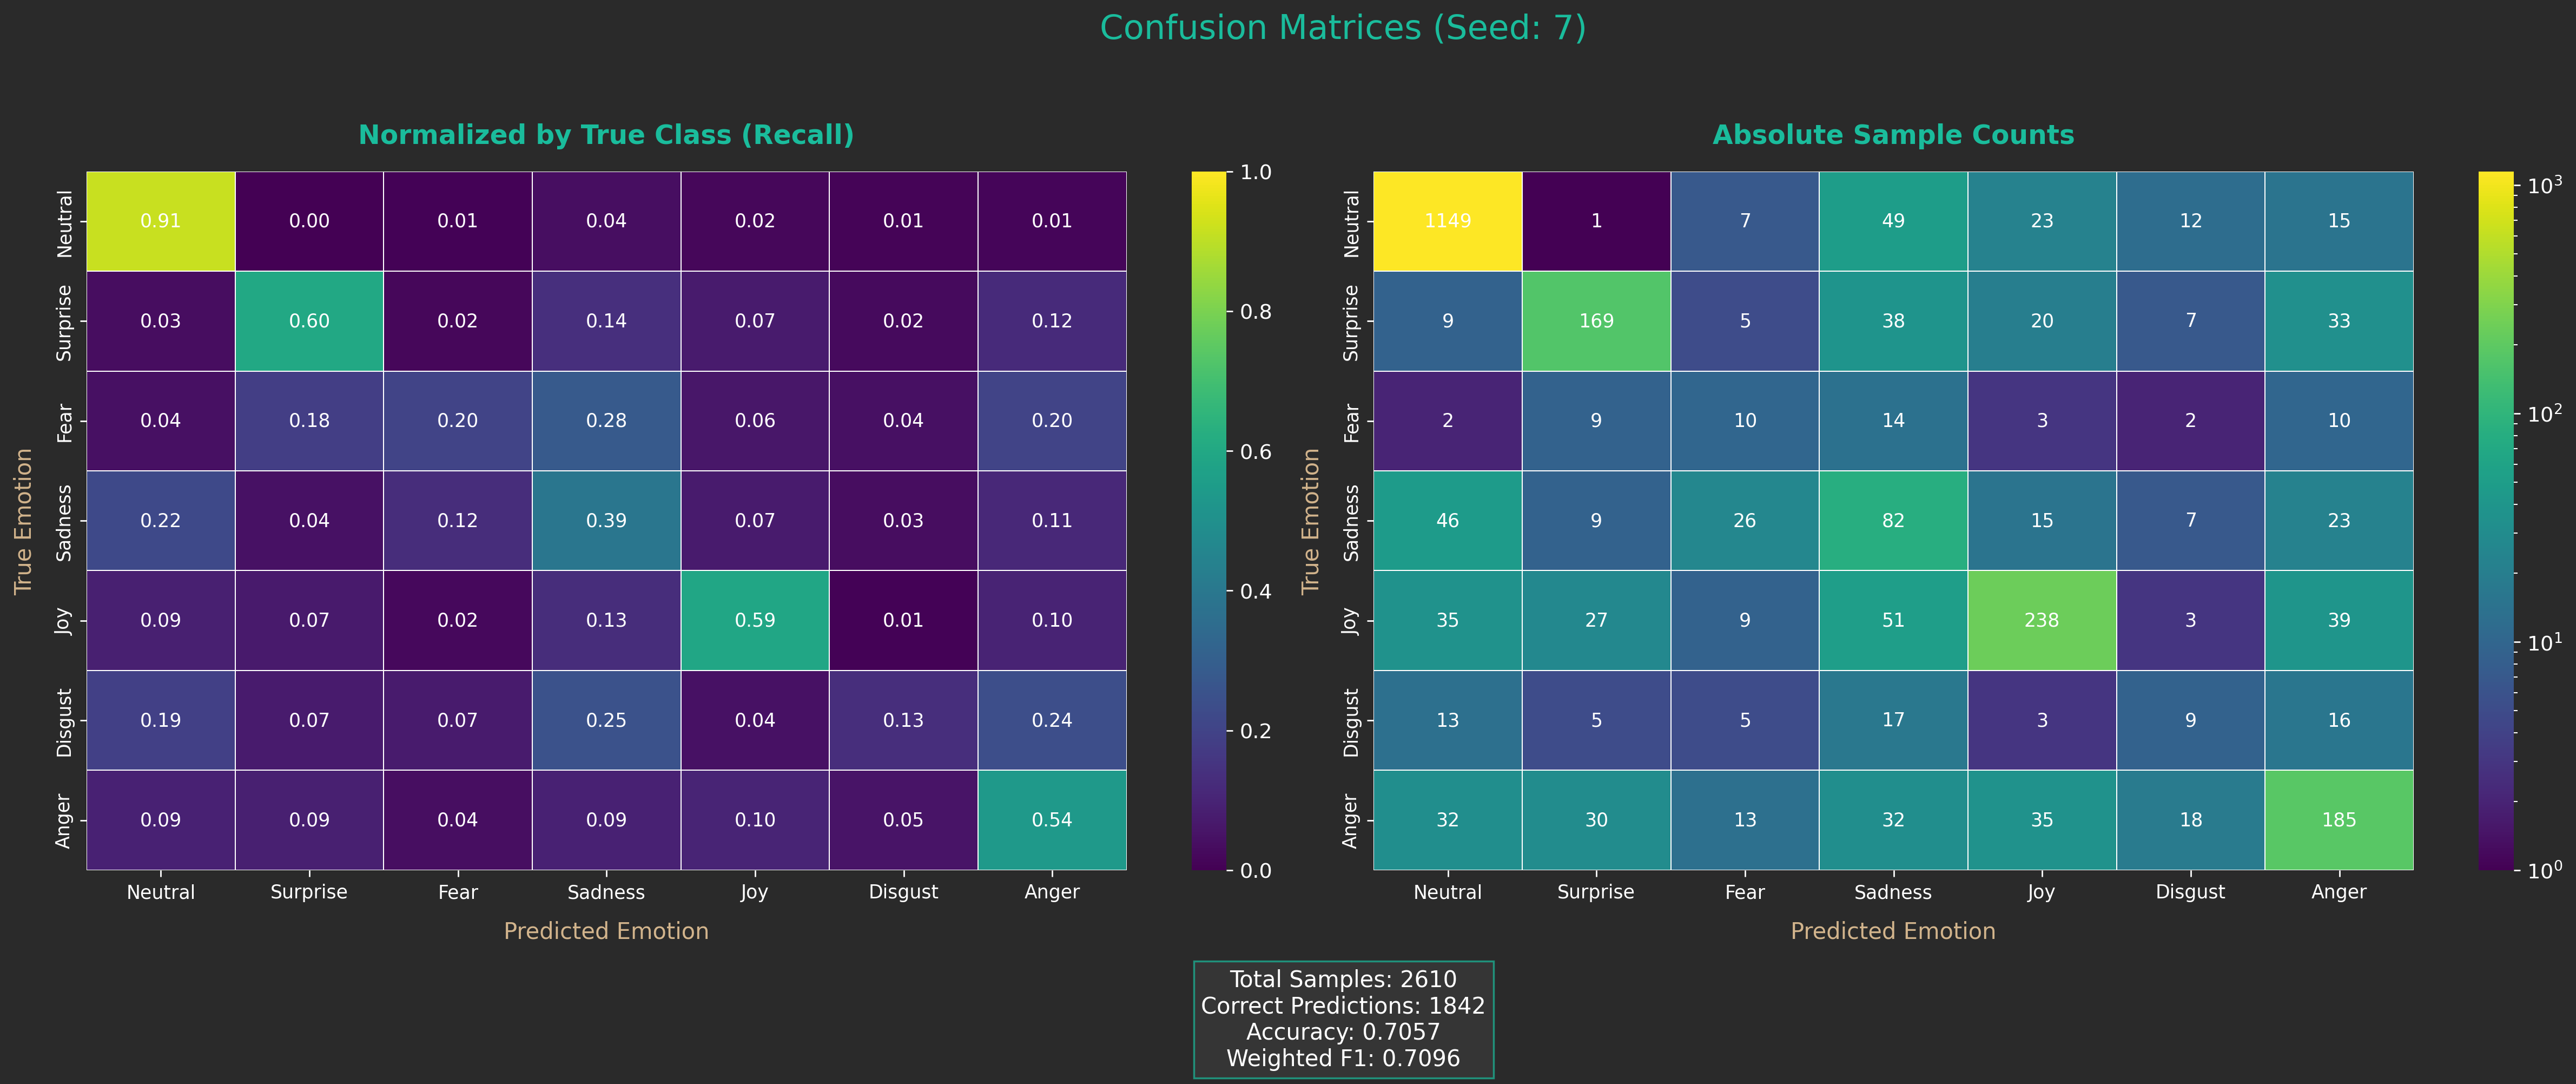 Confusion Matrices (Seed: 7)
Normalized by True Class (Recall)
True Emotion
Neutral 0.91 0.00 0.01 0.04 0.02 0.01 0.01
Surprise 0.03 0.60 0.02 0.14 0.07 0.02 0.12
Fear 0.04 0.18 0.20 0.28 0.06 0.04 0.20
Sadness 0.22 0.04 0.12 0.39 0.07 0.03 0.11
Joy 0.09 0.07 0.02 0.13 0.59 0.01 0.10
Disgust 0.19 0.07 0.07 0.25 0.04 0.13 0.24
Anger 0.09 0.09 0.04 0.09 0.10 0.05 0.54
Neutral Surprise Fear Sadness Joy Disgust Anger
Predicted Emotion
1.0
0.8
0.6
0.4
0.2
0.0
Absolute Sample Counts
True Emotion
Neutral 1149 1 7 49 23 12 15
Surprise 9 169 5 38 20 7 33
Fear 2 9 10 14 3 2 10
Sadness 46 9 26 82 15 7 23
Joy 35 27 9 51 238 3 39
Disgust 13 5 5 17 3 9 16
Anger 32 30 13 32 35 18 185
Neutral Surprise Fear Sadness Joy Disgust Anger
Predicted Emotion
10³
10²
10¹
10⁰
Total Samples: 2610
Correct Predictions: 1842
Accuracy: 0.7057
Weighted F1: 0.7096